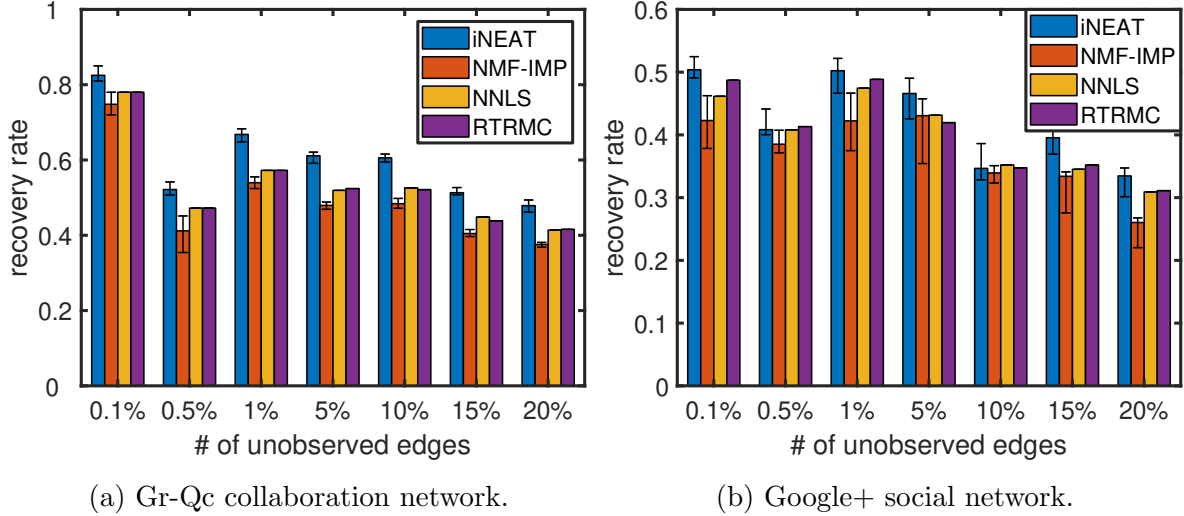 1
0.8
0.6
0.4
0.2
0
recovery rate
iNEAT
NMF-IMP
NNLS
RTRMC
0.1% 0.5% 1% 5% 10% 15% 20%
# of unobserved edges
(a) Gr-Qc collaboration network.
0.6
0.5
0.4
0.3
0.2
0.1
0
recovery rate
iNEAT
NMF-IMP
NNLS
RTRMC
0.1% 0.5% 1% 5% 10% 15% 20%
# of unobserved edges
(b) Google+ social network.